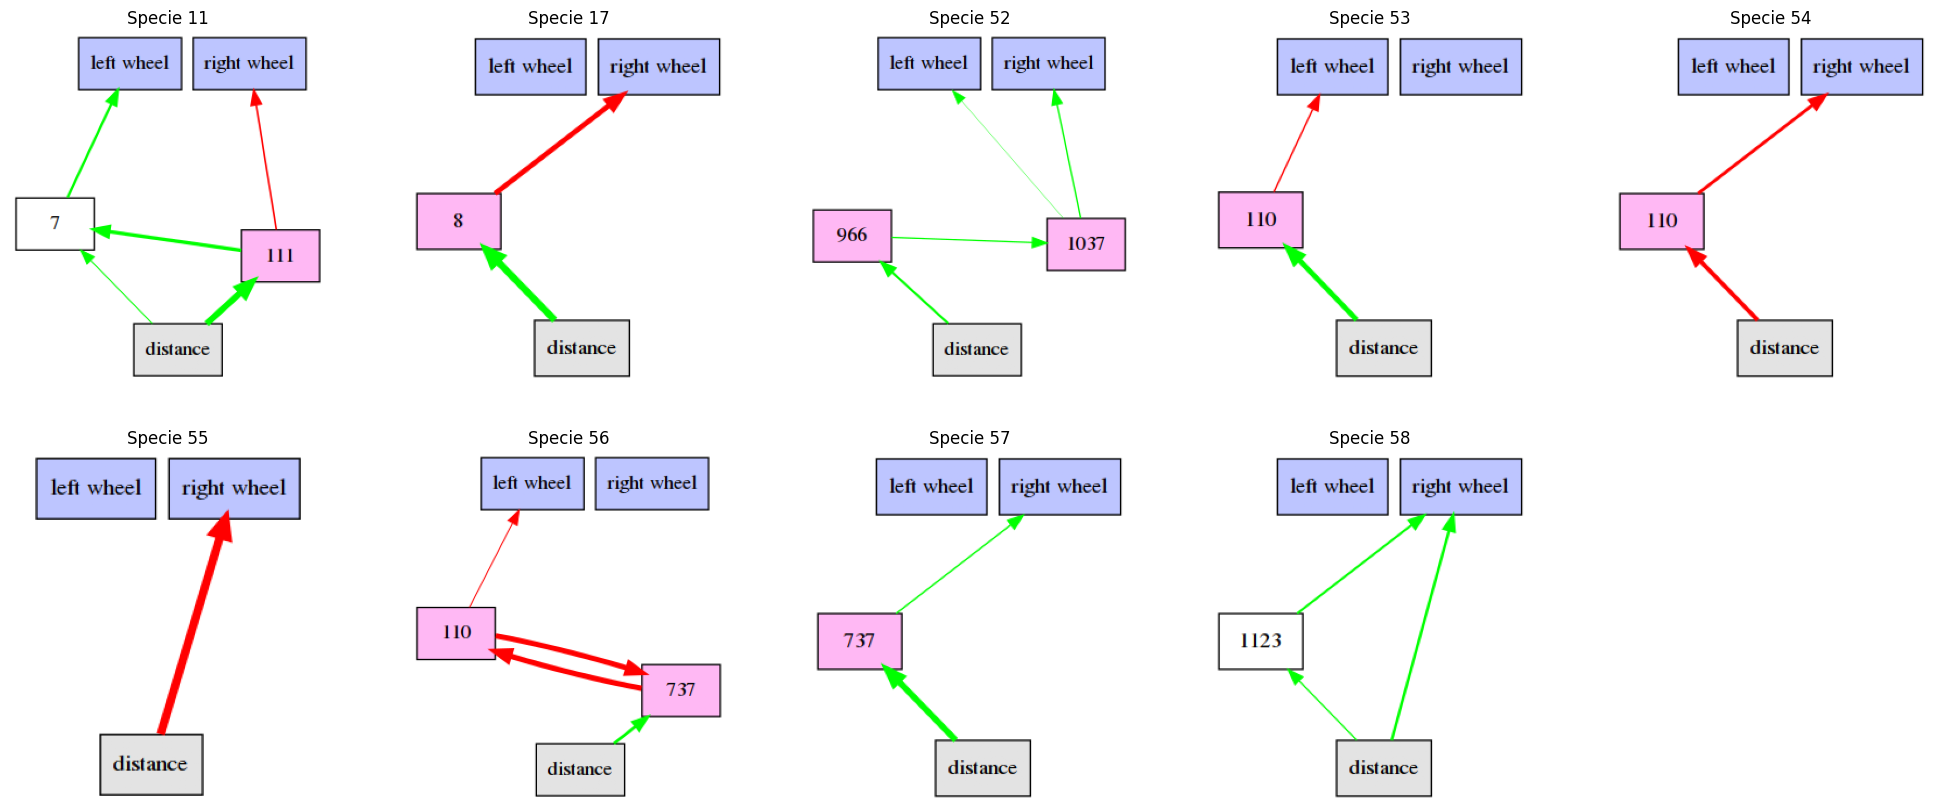 Specie 11
left wheel
right wheel
7
111
distance
Specie 17
left wheel
right wheel
8
distance
Specie 52
left wheel
right wheel
966
1037
distance
Specie 53
left wheel
right wheel
110
distance
Specie 54
left wheel
right wheel
110
distance
Specie 55
left wheel
right wheel
distance
Specie 56
left wheel
right wheel
110
737
distance
Specie 57
left wheel
right wheel
737
distance
Specie 58
left wheel
right wheel
1123
distance